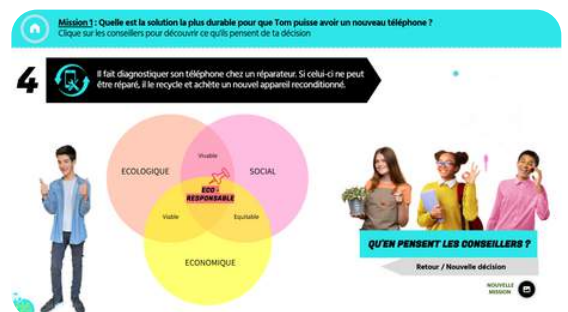 Mission 1 : Quelle est la solution la plus durable pour que Tom puisse avoir un nouveau téléphone ?
Clique sur les conseillers pour découvrir ce qu'ils pensent de ta décision
4
Il fait diagnostiquer son téléphone chez un réparateur. Si celui-ci ne peut
être réparé, il le recycle et achète un nouvel appareil reconditionné.
Vivable
ECOLOGIQUE
SOCIAL
ECO -
RESPONSABLE
Viable
Equitable
ECONOMIQUE
QU'EN PENSENT LES CONSEILLERS ?
Retour / Nouvelle décision
NOUVELLE
MISSION